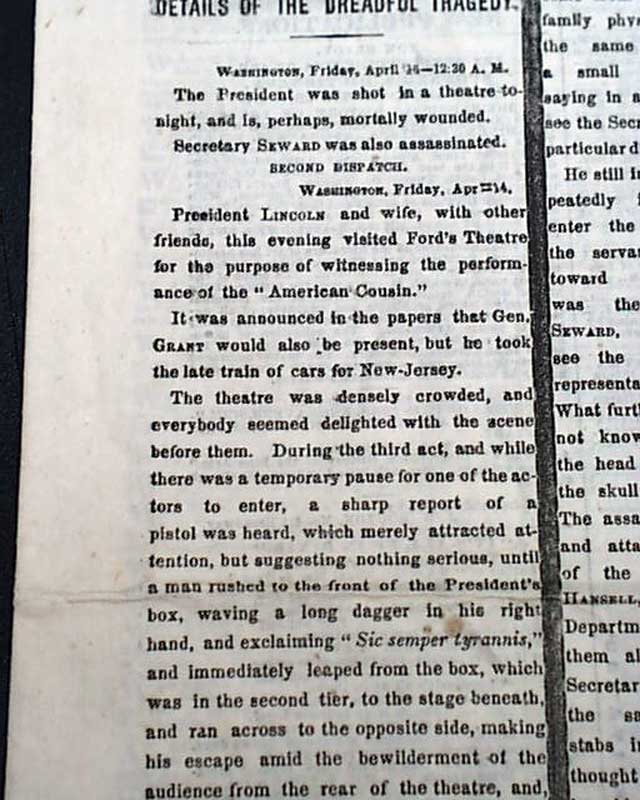 DETAILS OF THE DREADFUL TRAGEDY.
WASHINGTON, Friday, April 14—12:30 A. M.
The President was shot in a theatre to-
night, and is, perhaps, mortally wounded.
Secretary SEWARD was also assassinated.
SECOND DISPATCH.
WASHINGTON, Friday, April 14.
President LINCOLN and wife, with other
friends, this evening visited Ford's Theatre
for the purpose of witnessing the perform-
ance of the "American Cousin."
It was announced in the papers that Gen.
GRANT would also be present, but he took
the late train of cars for New-Jersey.
The theatre was densely crowded, and
everybody seemed delighted with the scene
before them. During the third act, and while
there was a temporary pause for one of the ac-
tors to enter, a sharp report of a
pistol was heard, which merely attracted at-
tention, but suggesting nothing serious, until
a man rushed to the front of the President's
box, waving a long dagger in his right
hand, and exclaiming "Sic semper tyrannis,"
and immediately leaped from the box, which
was in the second tier, to the stage beneath,
and ran across to the opposite side, making
his escape amid the bewilderment of the
audience from the rear of the theatre, and,
family phy
the same
a small
saying in a
see the Secr
particular d
He still in
peatedly
enter the
the serva
toward
was the
SEWARD,
see the
representa
What furt
not know
the head
the skull
The assa
and atta
of the
HANSELL,
Departm
them al
Secretar
the sa
stabs i
thought